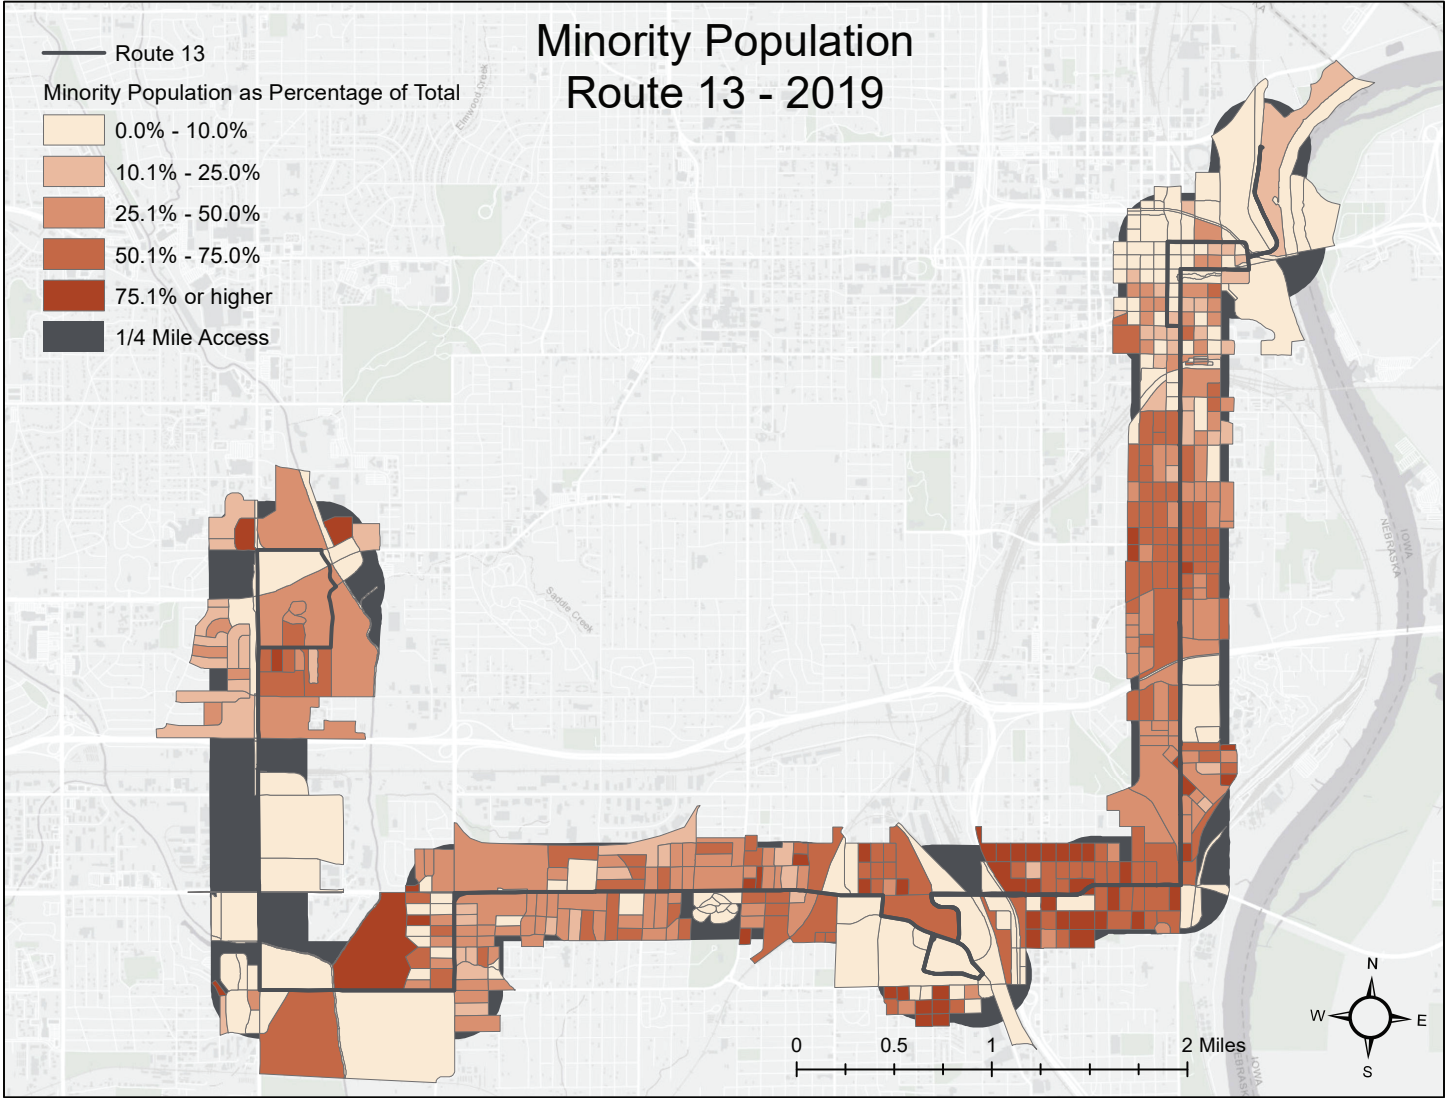 Minority Population
Route 13 - 2019
Route 13
Minority Population as Percentage of Total
0.0% - 10.0%
10.1% - 25.0%
25.1% - 50.0%
50.1% - 75.0%
75.1% or higher
1/4 Mile Access
Elmwood Creek
Saddle Creek
IOWA
NEBRASKA
0 0.5 1 2 Miles
N
W E
S
IOWA